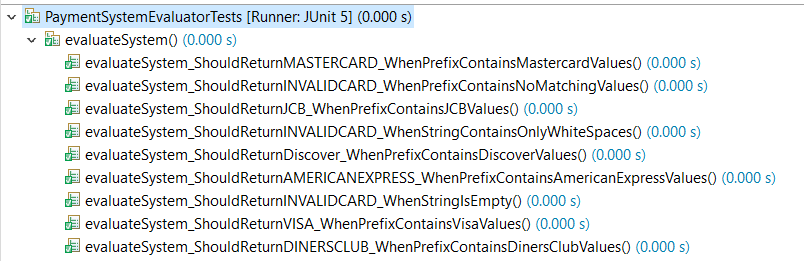 PaymentSystemEvaluatorTests [Runner: JUnit 5] (0.000 s)
evaluateSystem() (0.000 s)
evaluateSystem_ShouldReturnMASTERCARD_WhenPrefixContainsMastercardValues() (0.000 s)
evaluateSystem_ShouldReturnINVALIDCARD_WhenPrefixContainsNoMatchingValues() (0.000 s)
evaluateSystem_ShouldReturnJCB_WhenPrefixContainsJCBValues() (0.000 s)
evaluateSystem_ShouldReturnINVALIDCARD_WhenStringContainsOnlyWhiteSpaces() (0.000 s)
evaluateSystem_ShouldReturnDiscover_WhenPrefixContainsDiscoverValues() (0.000 s)
evaluateSystem_ShouldReturnAMERICANEXPRESS_WhenPrefixContainsAmericanExpressValues() (0.000 s)
evaluateSystem_ShouldReturnINVALIDCARD_WhenStringIsEmpty() (0.000 s)
evaluateSystem_ShouldReturnVISA_WhenPrefixContainsVisaValues() (0.000 s)
evaluateSystem_ShouldReturnDINERSCLUB_WhenPrefixContainsDinersClubValues() (0.000 s)